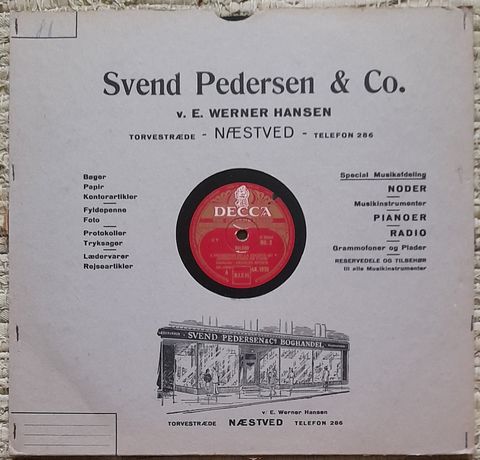 Svend Pedersen & Co.
v. E. WERNER HANSEN
TORVESTRÆDE - NÆSTVED - TELEFON 286
Bøger
Papir
Kontorartikler
Fyldepenne
Foto
Protokoller
Tryksager
Lædervarer
Rejseartikler
Special Musikafdeling
NODER
Musikinstrumenter
PIANOER
RADIO
Grammofoner og Plader
RESERVEDELE OG TILBEHØR
til alle Musikinstrumenter
DECCA
SVEND PEDERSEN & Co BOGHANDEL
v. E. Werner Hansen
TORVESTRÆDE NÆSTVED TELEFON 286